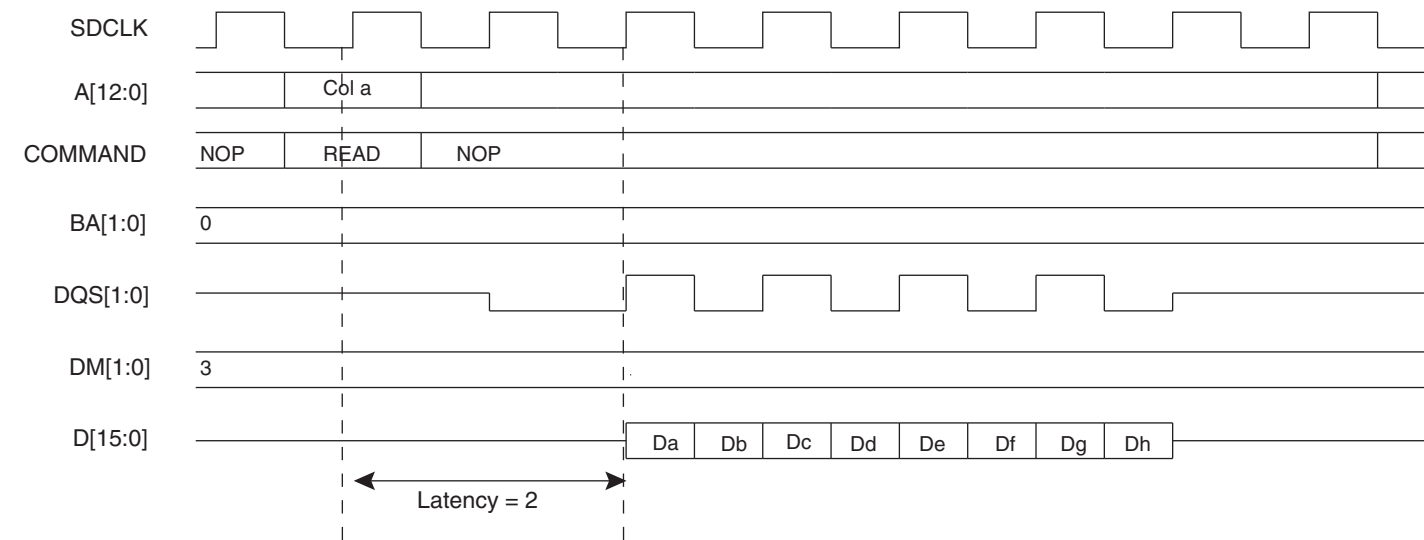 SDCLK
A[12:0] Col a
COMMAND NOP READ NOP
BA[1:0] 0
DQS[1:0]
DM[1:0] 3
D[15:0] Da Db Dc Dd De Df Dg Dh
Latency = 2